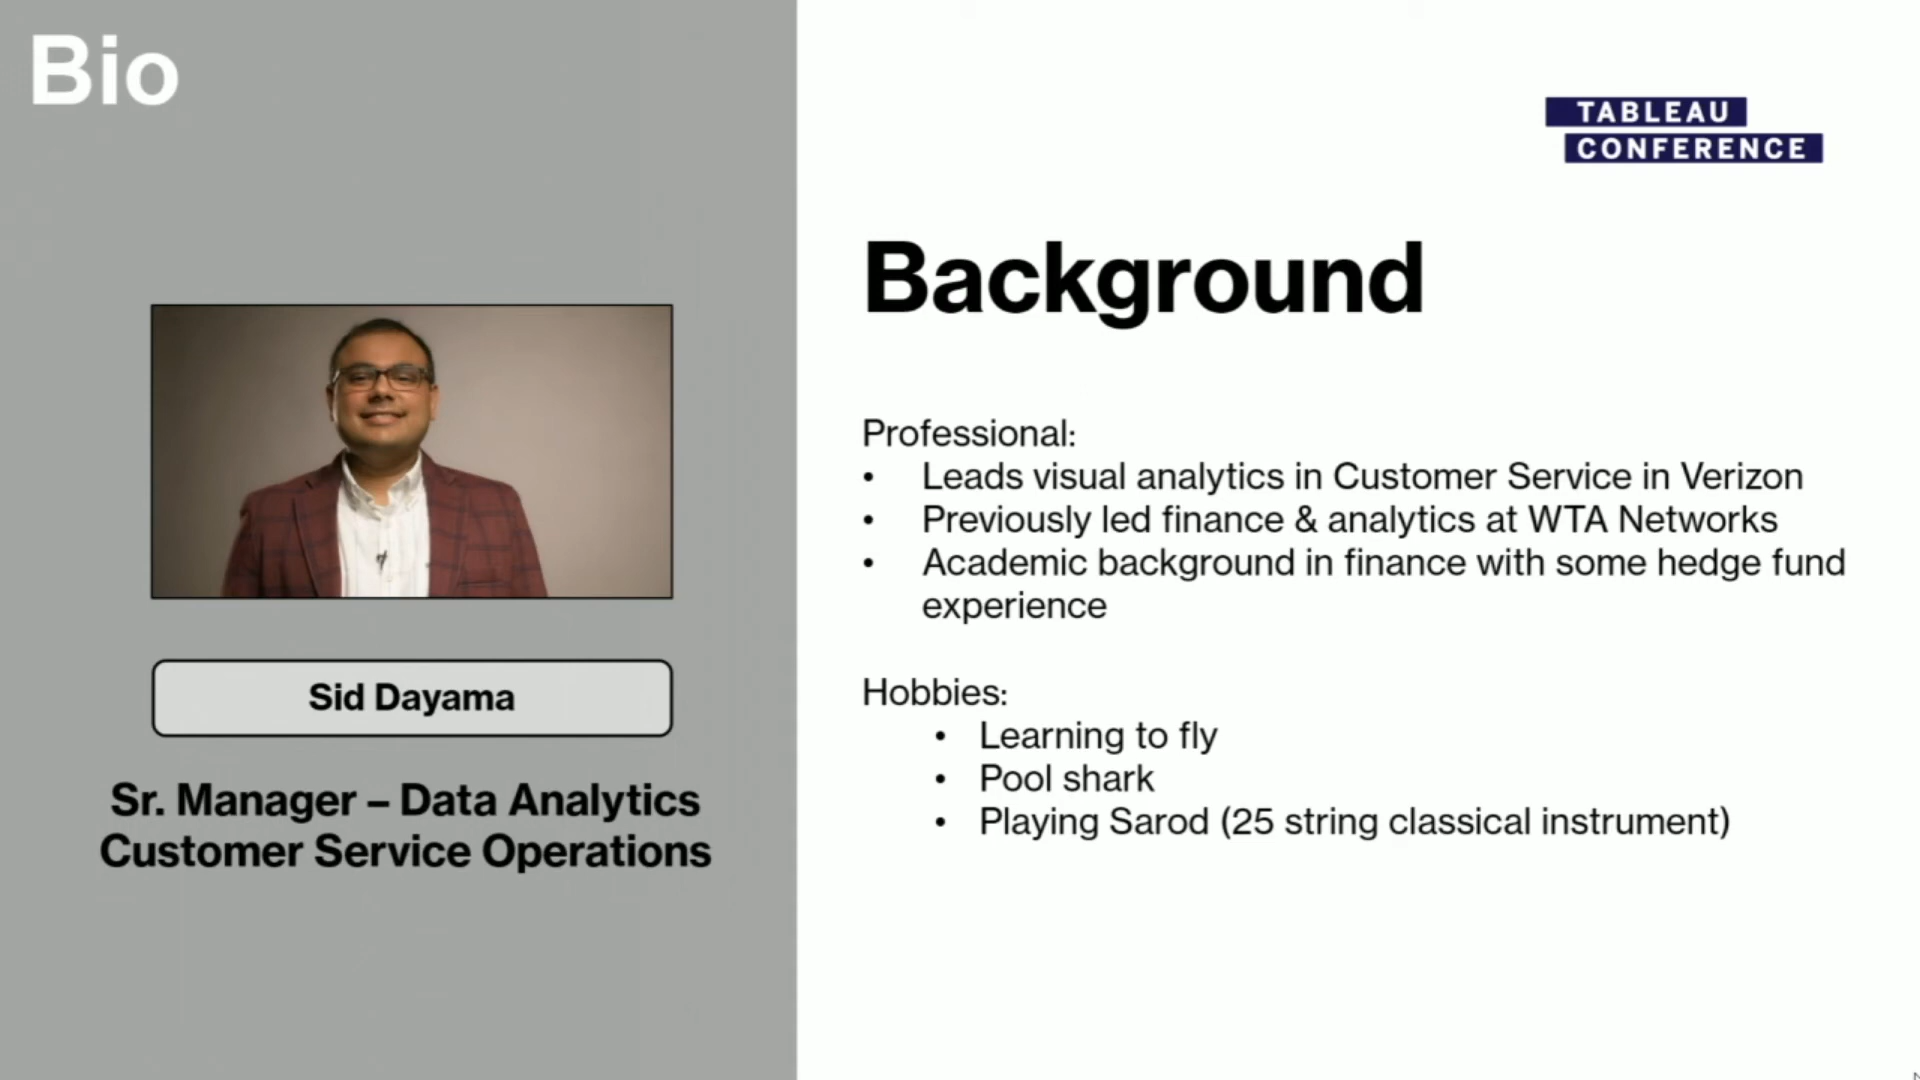 Bio
TABLEAU
CONFERENCE
Background
Professional:
• Leads visual analytics in Customer Service in Verizon
• Previously led finance & analytics at WTA Networks
• Academic background in finance with some hedge fund
experience
Hobbies:
• Learning to fly
• Pool shark
• Playing Sarod (25 string classical instrument)
Sid Dayama
Sr. Manager – Data Analytics
Customer Service Operations